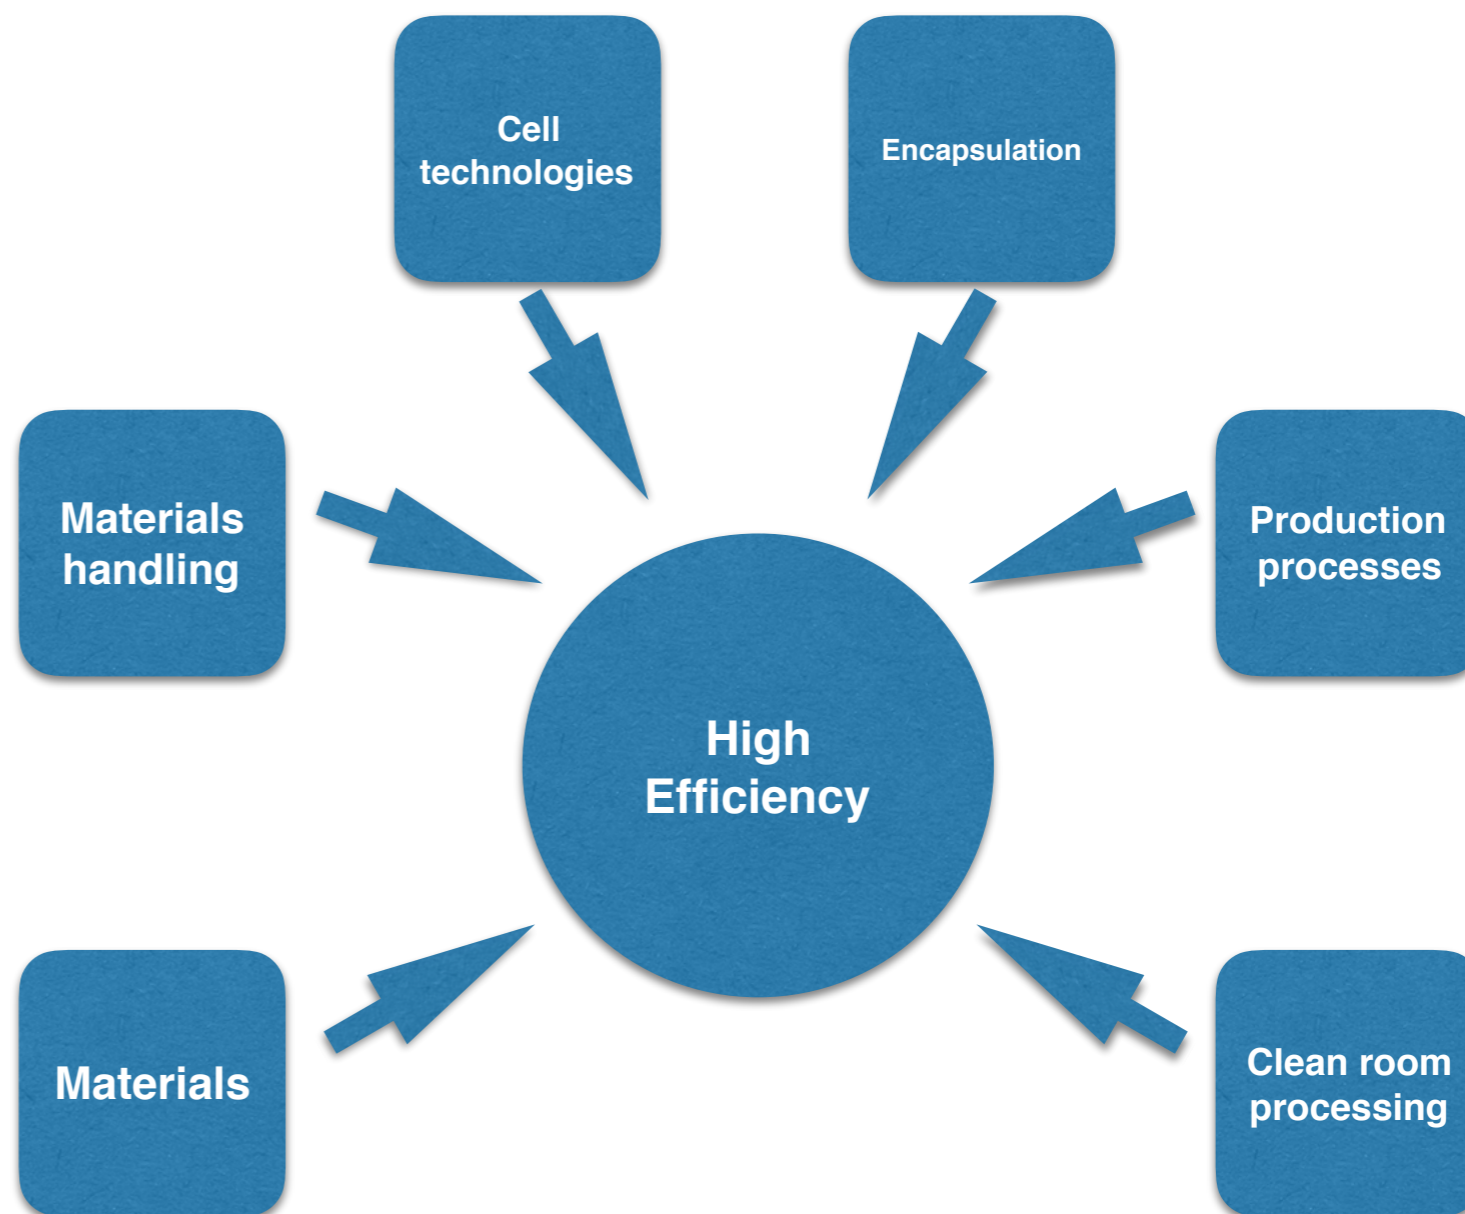 Cell
technologies
Encapsulation
Materials
handling
Production
processes
High
Efficiency
Materials
Clean room
processing